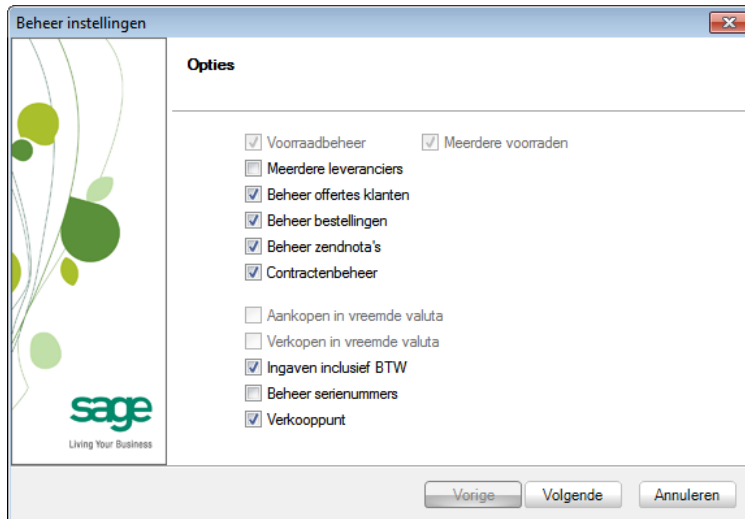 Beheer instellingen
Opties
Voorraadbeheer Meerdere voorraden
Meerdere leveranciers
Beheer offertes klanten
Beheer bestellingen
Beheer zendnota's
Contractenbeheer
Aankopen in vreemde valuta
Verkopen in vreemde valuta
Ingaven inclusief BTW
Beheer serienummers
Verkooppunt
sage
Living Your Business
Vorige Volgende Annuleren